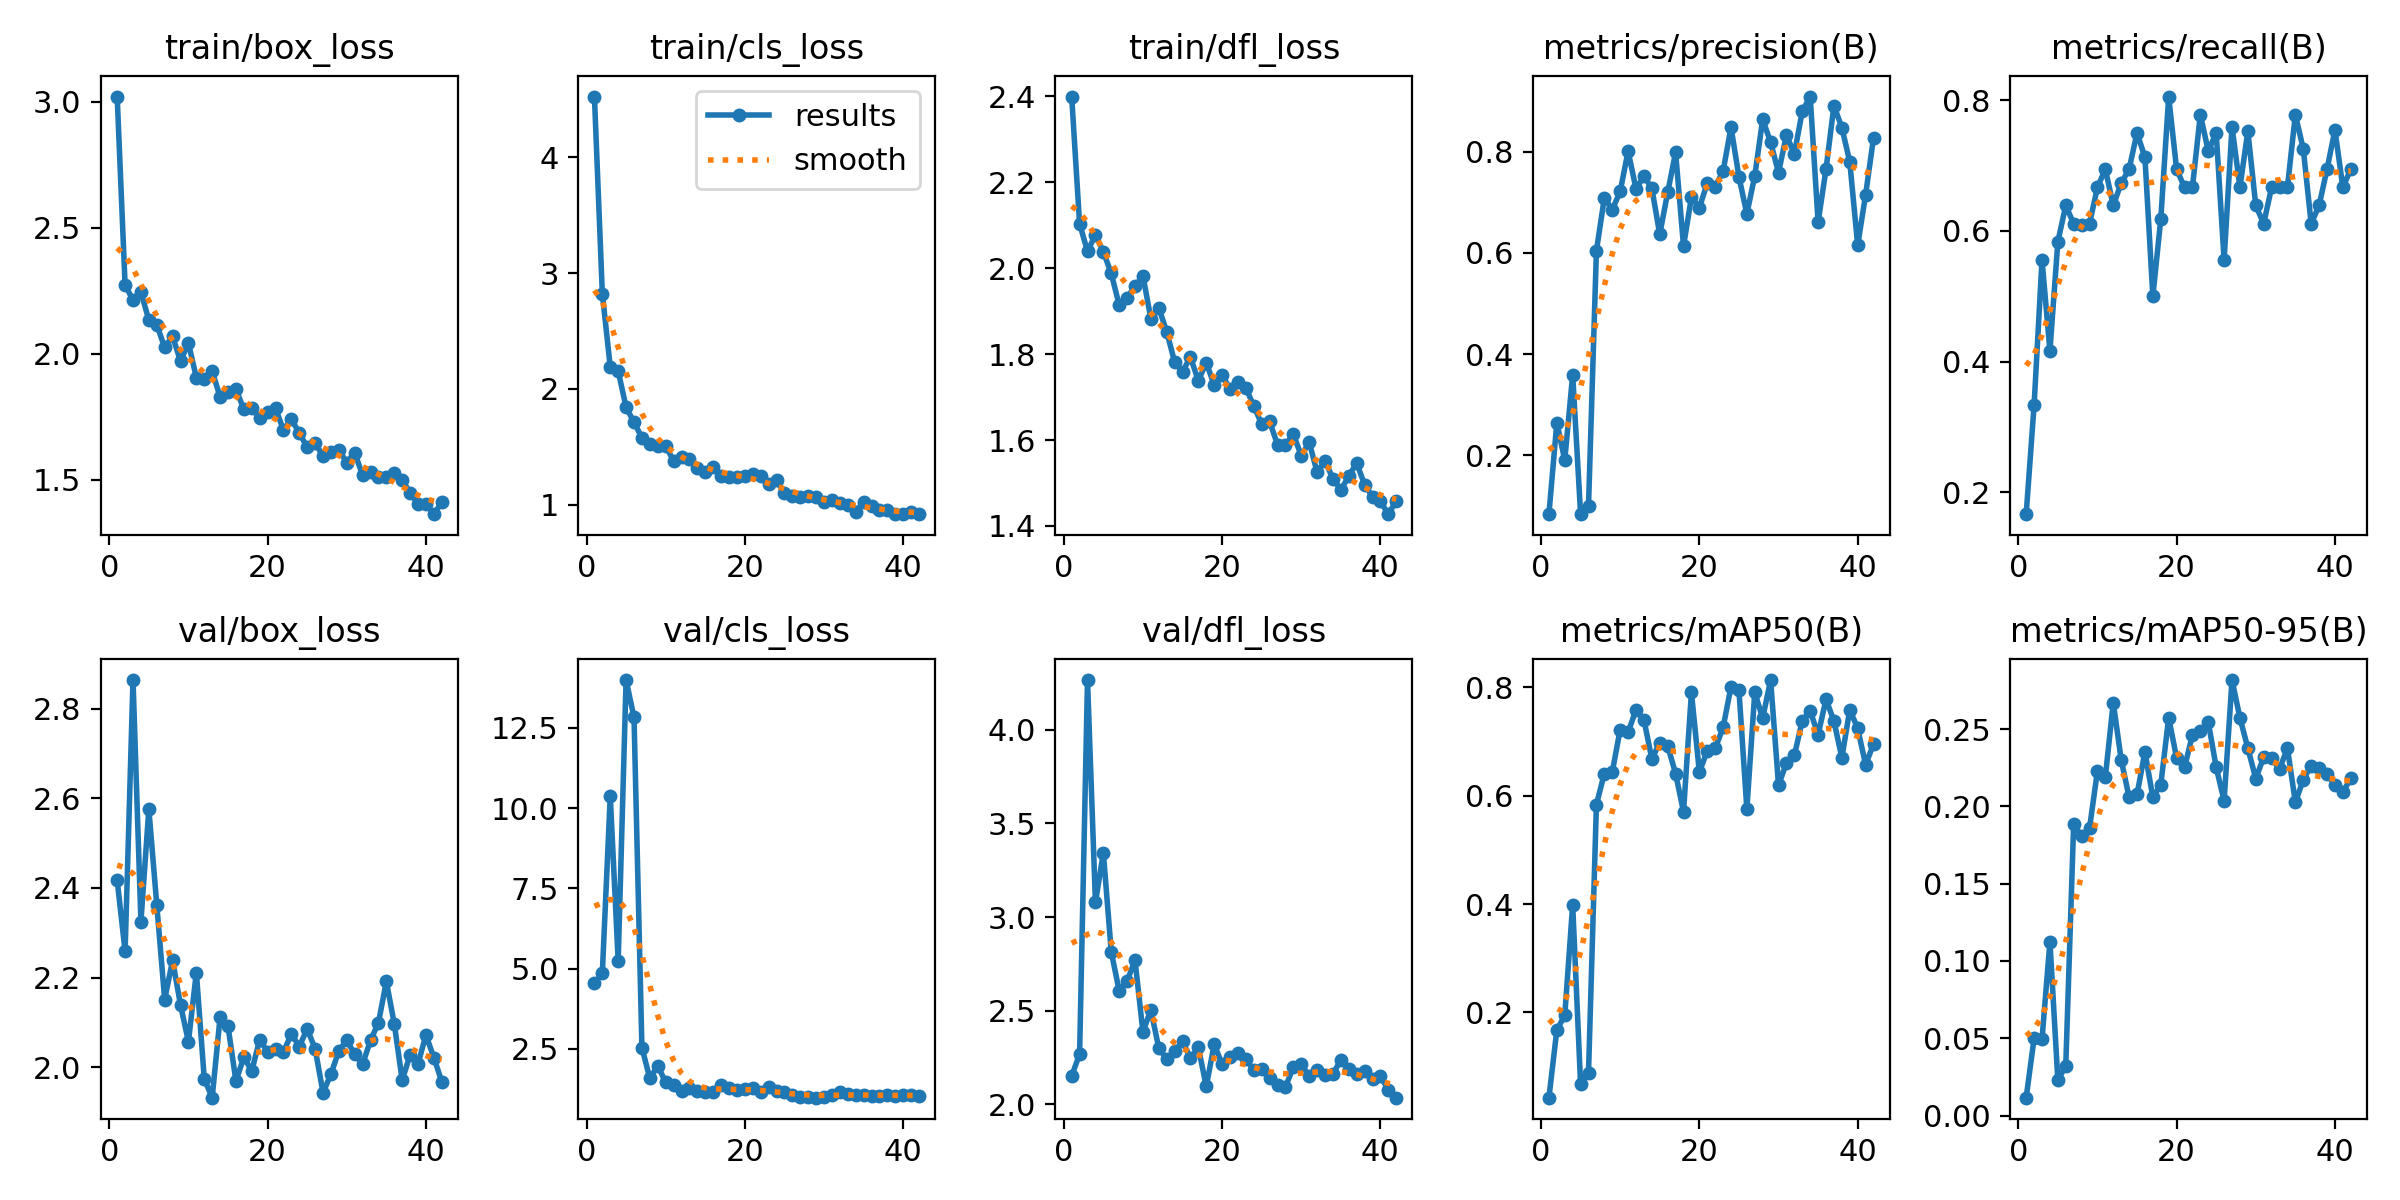 train/box_loss
train/cls_loss
train/dfl_loss
metrics/precision(B)
metrics/recall(B)
3.0
2.5
2.0
1.5
0 20 40
results
smooth
4
3
2
1
0 20 40
2.4
2.2
2.0
1.8
1.6
1.4
0 20 40
0.8
0.6
0.4
0.2
0 20 40
0.8
0.6
0.4
0.2
0 20 40
val/box_loss
val/cls_loss
val/dfl_loss
metrics/mAP50(B)
metrics/mAP50-95(B)
2.8
2.6
2.4
2.2
2.0
0 20 40
12.5
10.0
7.5
5.0
2.5
0 20 40
4.0
3.5
3.0
2.5
2.0
0 20 40
0.8
0.6
0.4
0.2
0 20 40
0.25
0.20
0.15
0.10
0.05
0.00
0 20 40